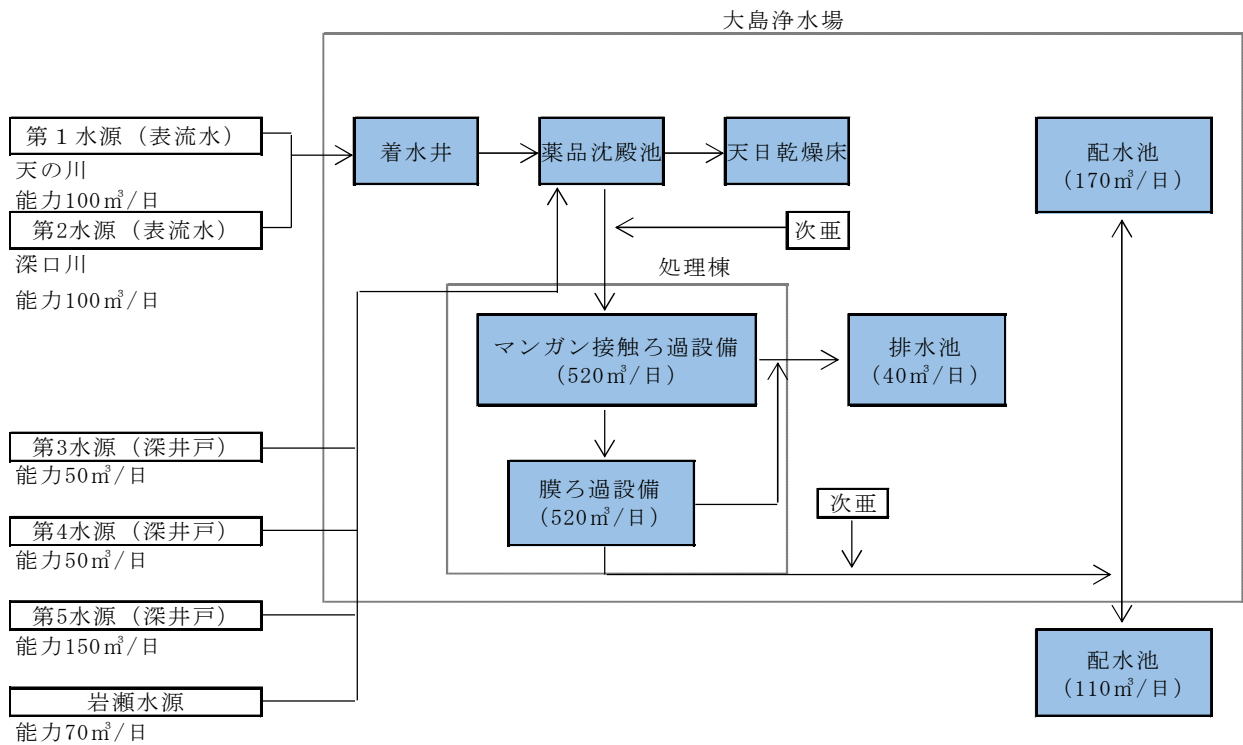 大島浄水場
第１水源（表流水）
天の川
能力100㎥/日
第2水源（表流水）
深口川
能力100㎥/日
着水井
薬品沈殿池
天日乾燥床
配水池
（170㎥/日）
次亜
処理棟
マンガン接触ろ過設備
（520㎥/日）
排水池
（40㎥/日）
第3水源（深井戸）
能力50㎥/日
膜ろ過設備
（520㎥/日）
次亜
第4水源（深井戸）
能力50㎥/日
第5水源（深井戸）
能力150㎥/日
配水池
（110㎥/日）
岩瀬水源
能力70㎥/日